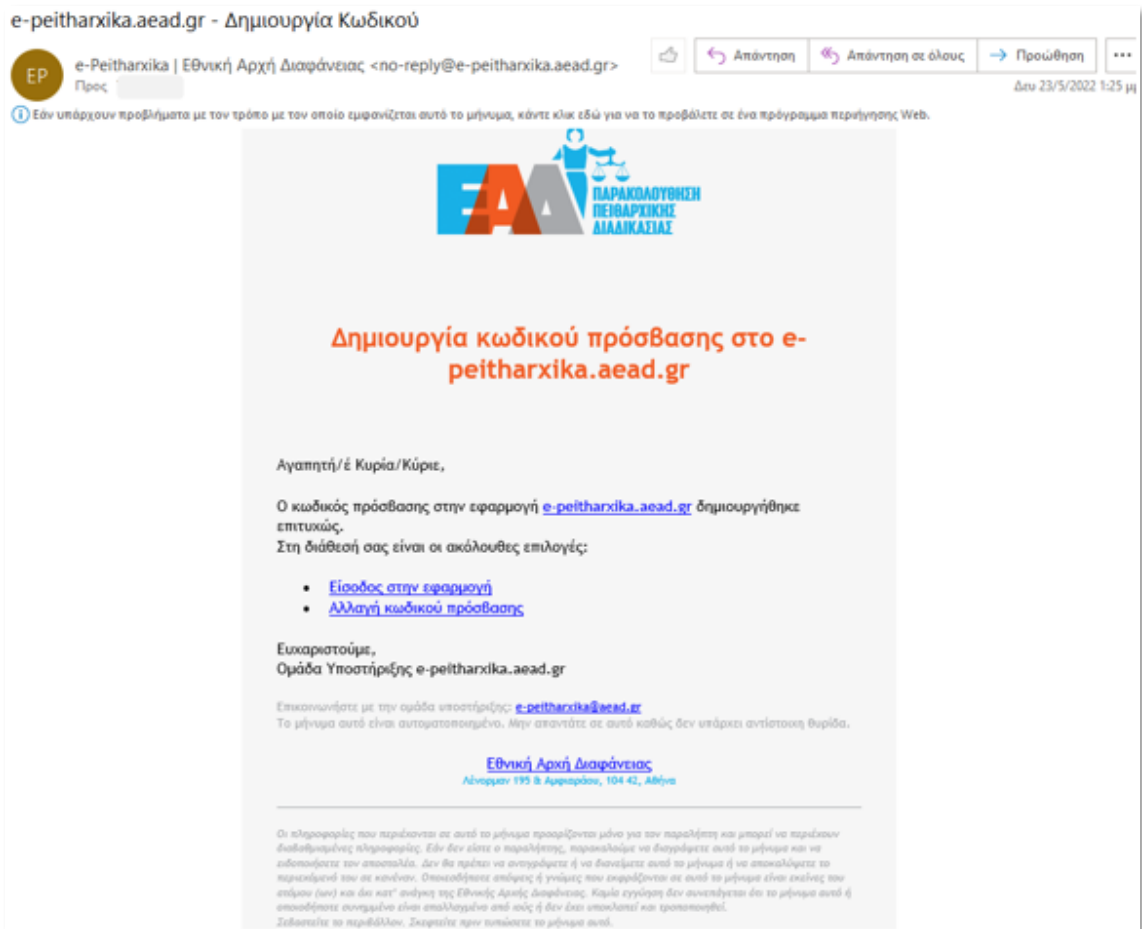 e-peitharxika.aead.gr - Δημιουργία Κωδικού
EP
e-Peitharxika | Εθνική Αρχή Διαφάνειας <no-reply@e-peitharxika.aead.gr>
Προς
Απάντηση
Απάντηση σε όλους
Προώθηση
Δευ 23/5/2022 1:25 μμ
Εάν υπάρχουν προβλήματα με τον τρόπο με τον οποίο εμφανίζεται αυτό το μήνυμα, κάντε κλικ εδώ για να το προβάλετε σε ένα πρόγραμμα περιήγησης Web.
ΕΑΔ
ΠΑΡΑΚΟΛΟΥΘΗΣΗ
ΠΕΙΘΑΡΧΙΚΗΣ
ΔΙΑΔΙΚΑΣΙΑΣ
Δημιουργία κωδικού πρόσβασης στο e-
peitharxika.aead.gr
Αγαπητή/έ Κυρία/Κύριε,
Ο κωδικός πρόσβασης στην εφαρμογή e-peitharxika.aead.gr δημιουργήθηκε
επιτυχώς.
Στη διάθεσή σας είναι οι ακόλουθες επιλογές:
• Είσοδος στην εφαρμογή
• Αλλαγή κωδικού πρόσβασης
Ευχαριστούμε,
Ομάδα Υποστήριξης e-peitharxika.aead.gr
Επικοινωνήστε με την ομάδα υποστήριξης: e-peitharxika@aead.gr
Το μήνυμα αυτό είναι αυτοματοποιημένο. Μην απαντάτε σε αυτό καθώς δεν υπάρχει αντίστοιχη θυρίδα.
Εθνική Αρχή Διαφάνειας
Λένορμαν 195 & Αμφιαράου, 104 42, Αθήνα
Οι πληροφορίες που περιέχονται σε αυτό το μήνυμα προορίζονται μόνο για τον παραλήπτη και μπορεί να περιέχουν
διαβαθμισμένες πληροφορίες. Εάν δεν είστε ο παραλήπτης, παρακαλούμε να διαγράψετε αυτό το μήνυμα και να
ειδοποιήσετε τον αποστολέα. Δεν θα πρέπει να αντιγράψετε ή να διανείμετε αυτό το μήνυμα ή να αποκαλύψετε το
περιεχόμενό του σε κανέναν. Οποιεσδήποτε απόψεις ή γνώμες που εκφράζονται σε αυτό το μήνυμα είναι εκείνες του
ατόμου (ων) και όχι κατ' ανάγκη της Εθνικής Αρχής Διαφάνειας. Καμία εγγύηση δεν συνεπάγεται ότι το μήνυμα αυτό ή
οποιοδήποτε συνημμένο είναι απαλλαγμένο από ιούς ή δεν έχει υποκλαπεί και τροποποιηθεί.
Σεβαστείτε το περιβάλλον. Σκεφτείτε πριν τυπώσετε το μήνυμα αυτό.